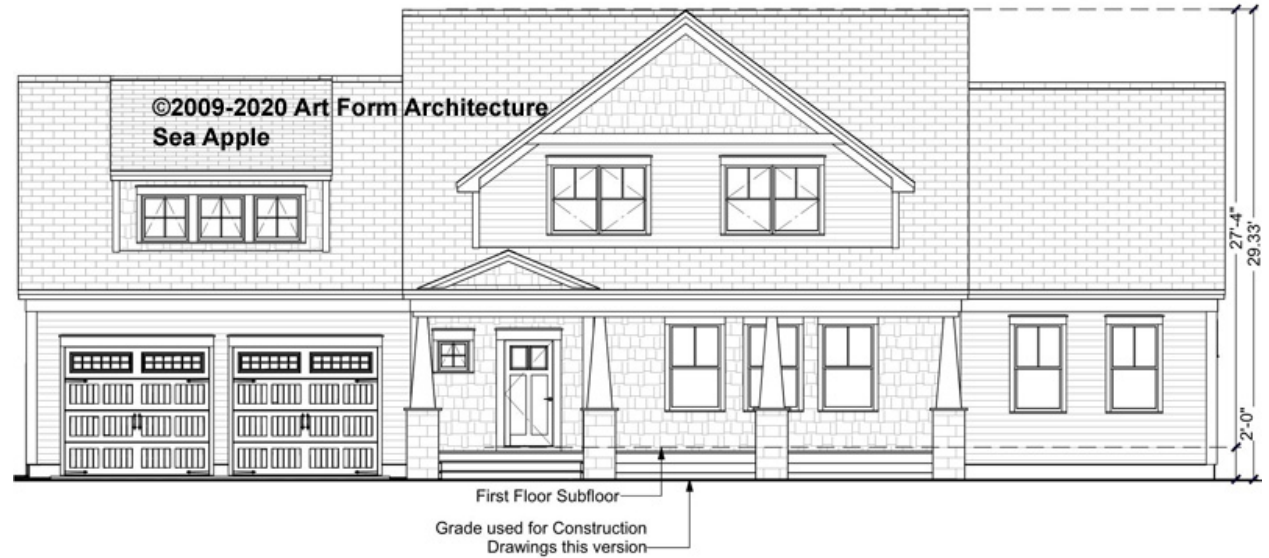 ©2009-2020 Art Form Architecture
Sea Apple
27'-4"
29.33'
2'-0"
First Floor Subfloor
Grade used for Construction
Drawings this version